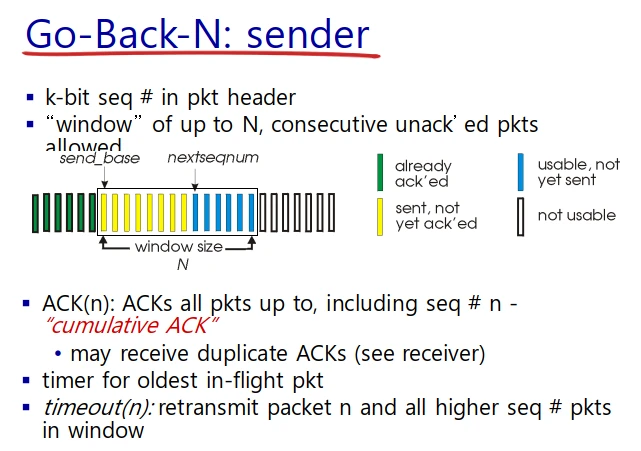 Go-Back-N: sender
▪ k-bit seq # in pkt header
▪ “window” of up to N, consecutive unack’ ed pkts
allowed
send_base
nextseqnum
window size
N
already
ack’ed
sent, not
yet ack’ed
usable, not
yet sent
not usable
▪ ACK(n): ACKs all pkts up to, including seq # n -
“cumulative ACK”
• may receive duplicate ACKs (see receiver)
▪ timer for oldest in-flight pkt
▪ timeout(n): retransmit packet n and all higher seq # pkts
in window